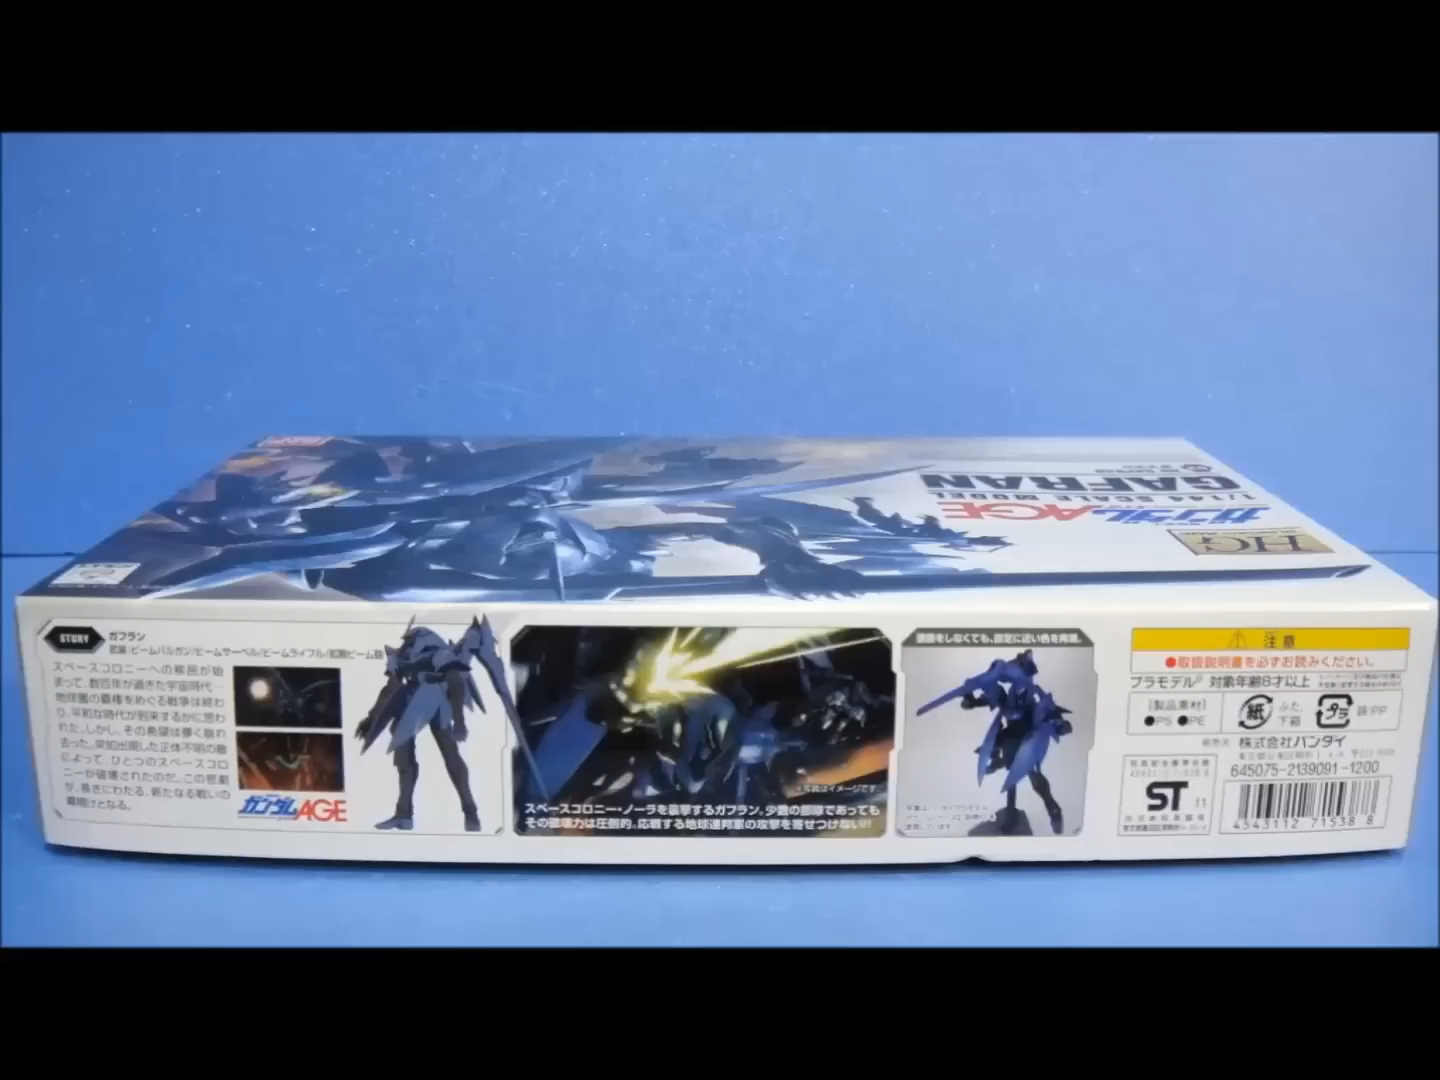 GAFRAN
1/144 SCALE MODEL
ガンダムAGE
HG
STORY
ガフラン
武装:ビームバルカン/ビームサーベル/ビームライフル/拡散ビーム砲
スペースコロニーへの移民が始
まって、数百年が過ぎた宇宙時代…
地球圏の覇権をめぐる戦争は終わ
り、平和な時代が到来するかに思わ
れた。しかし、その希望は儚く崩れ
去った。突如出現した正体不明の敵
によって、ひとつのスペースコロ
ニーが破壊されたのだ。この悲劇
が、長きにわたる、新たなる戦いの
幕開けとなる。
ガンダムAGE
※写真はイメージです。
スペースコロニー・ノーラを襲撃するガフラン。少数の部隊であっても
その破壊力は圧倒的。応戦する地球連邦軍の攻撃を寄せつけない!!
塗装をしなくても、設定に近い色を再現。
注意
●取扱説明書を必ずお読みください。
プラモデル® 対象年齢8才以上
[製品素材]
●PS ●PE
紙
ふた、
下箱
プラ
袋:PP
発売元 株式会社バンダイ
645075-2139091-1200
ST 11
4543112 71538 8